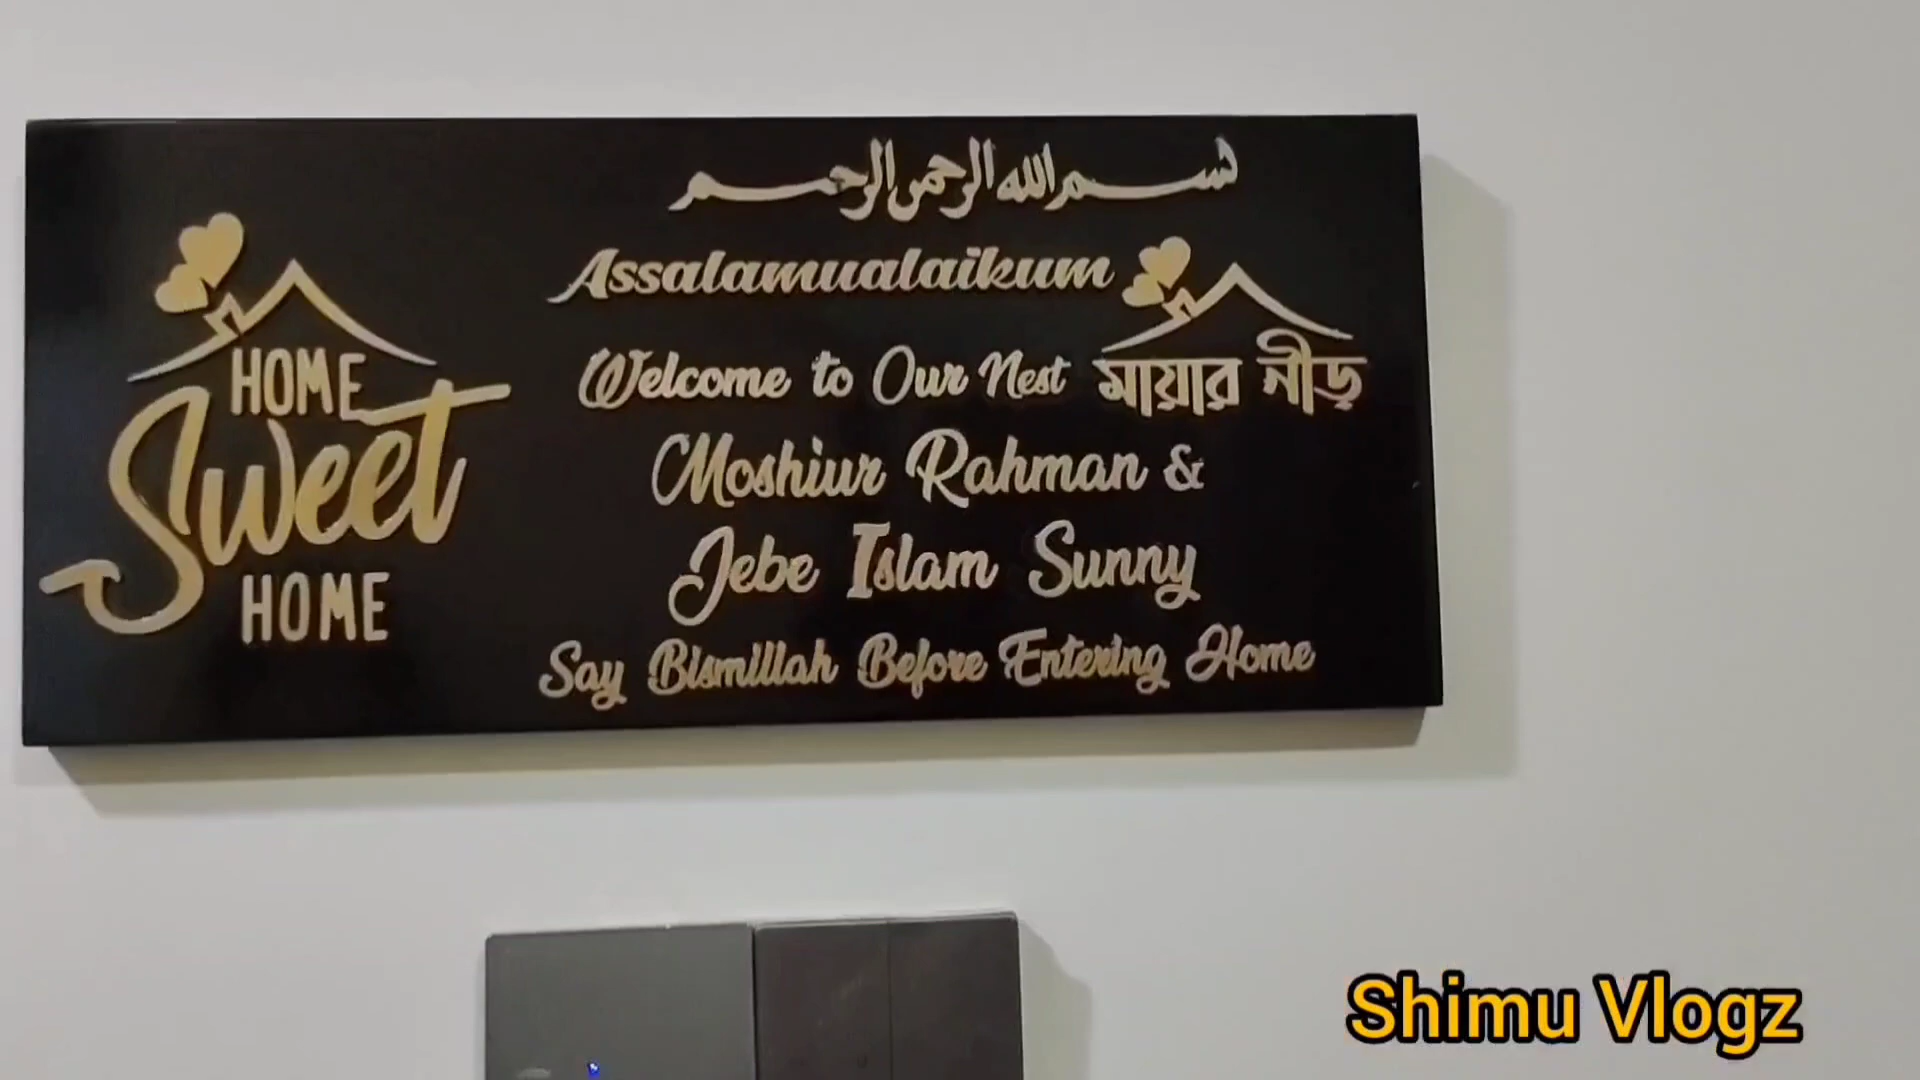 HOME
Sweet
HOME
بسم الله الرحمن الرحيم
Assalamualaikum
Welcome to Our Nest মায়ার নীড়
Moshiur Rahman &
Jebe Islam Sunny
Say Bismillah Before Entering Home
Shimu Vlogz